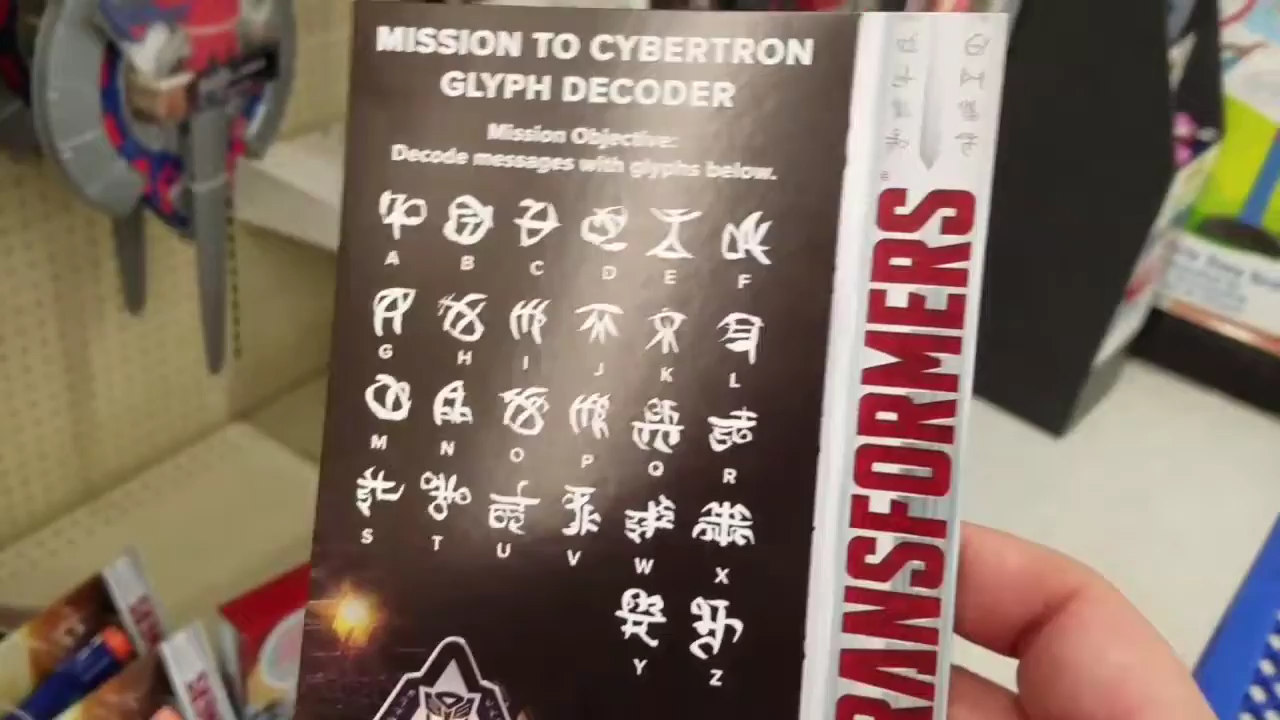 MISSION TO CYBERTRON
GLYPH DECODER
Mission Objective:
Decode messages with glyphs below.
A B C D E F
G H I J K L
M N O P Q R
S T U V W X
Y Z
TRANSFORMERS